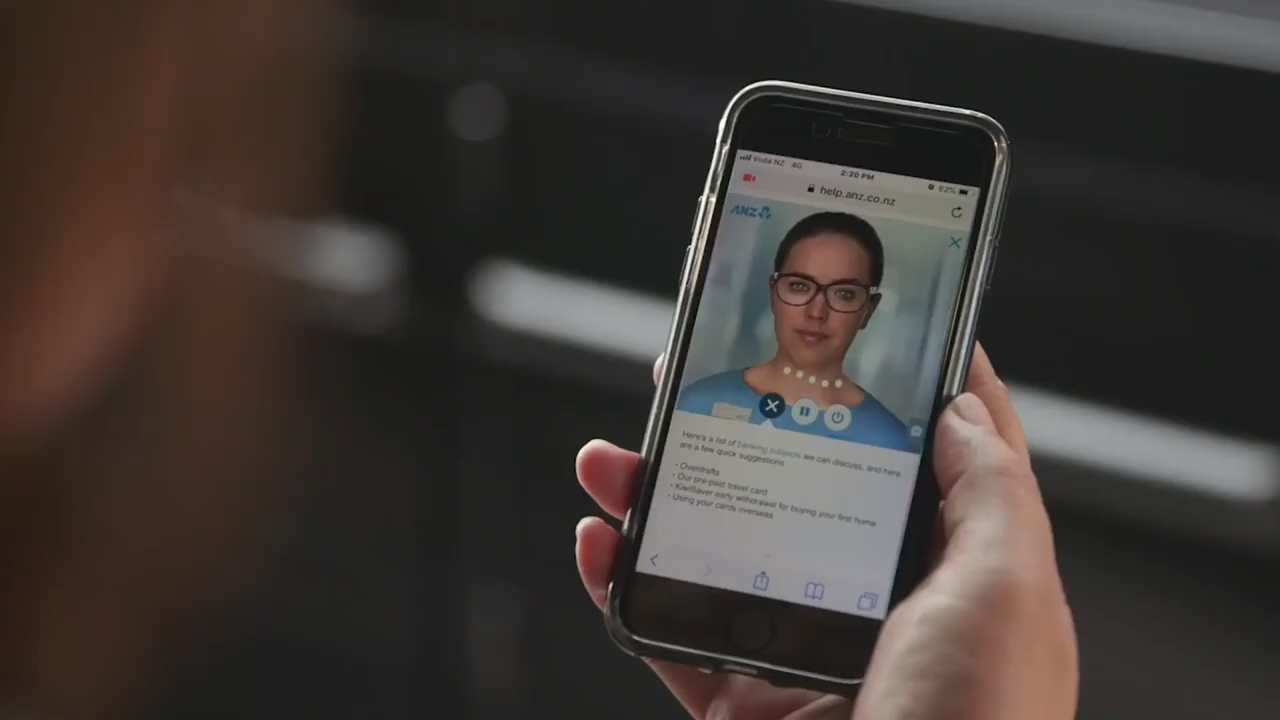 Voda NZ 4G
2:20 PM
62%
help.anz.co.nz
ANZ
Here's a list of banking subjects we can discuss, and here
are a few quick suggestions
• Overdrafts
• Our pre-paid travel card
• KiwiSaver early withdrawal for buying your first home
• Using your cards overseas